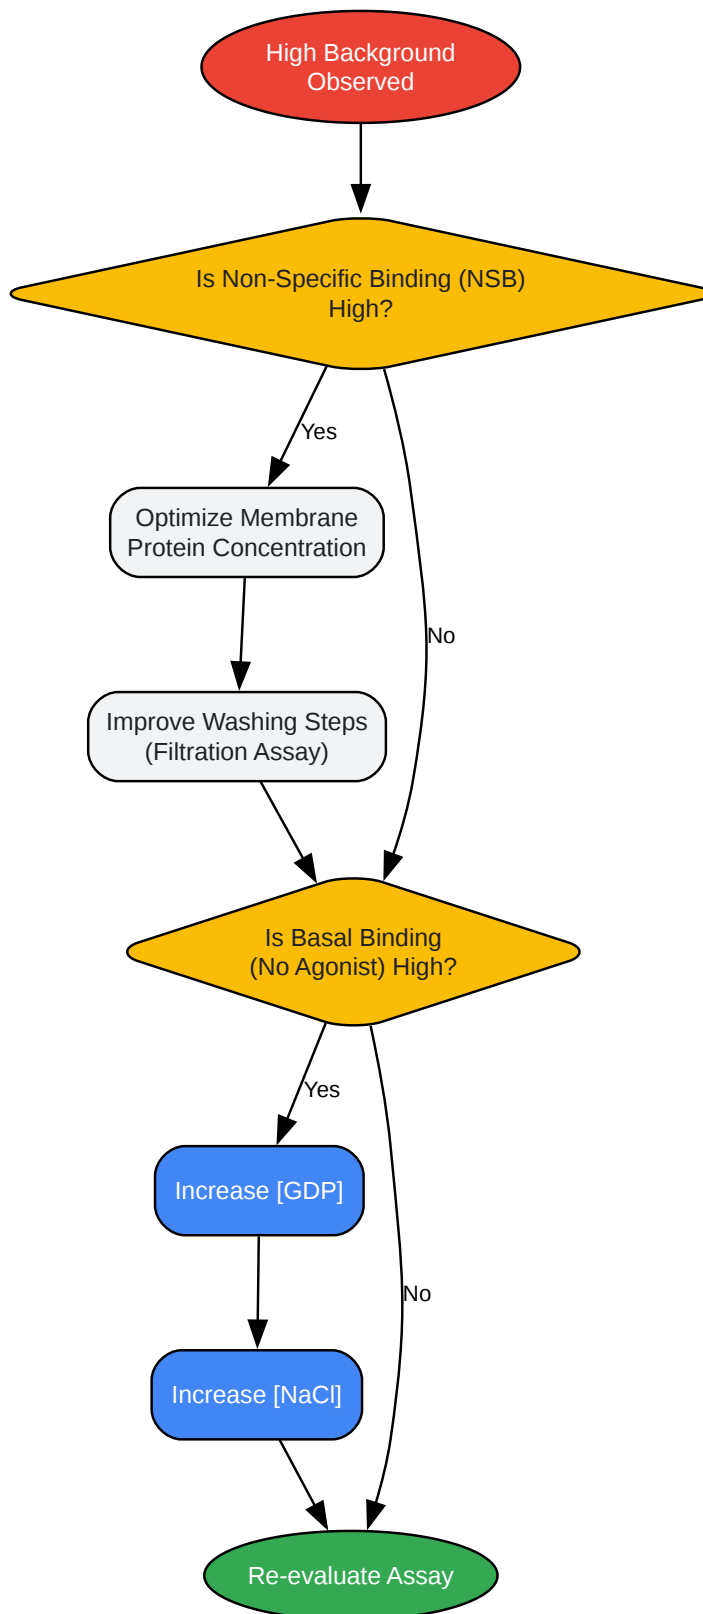 High Background
Observed
Is Non-Specific Binding (NSB)
High?
Yes
Optimize Membrane
Protein Concentration
No
Improve Washing Steps
(Filtration Assay)
Is Basal Binding
(No Agonist) High?
Yes
Increase [GDP]
No
Increase [NaCl]
Re-evaluate Assay